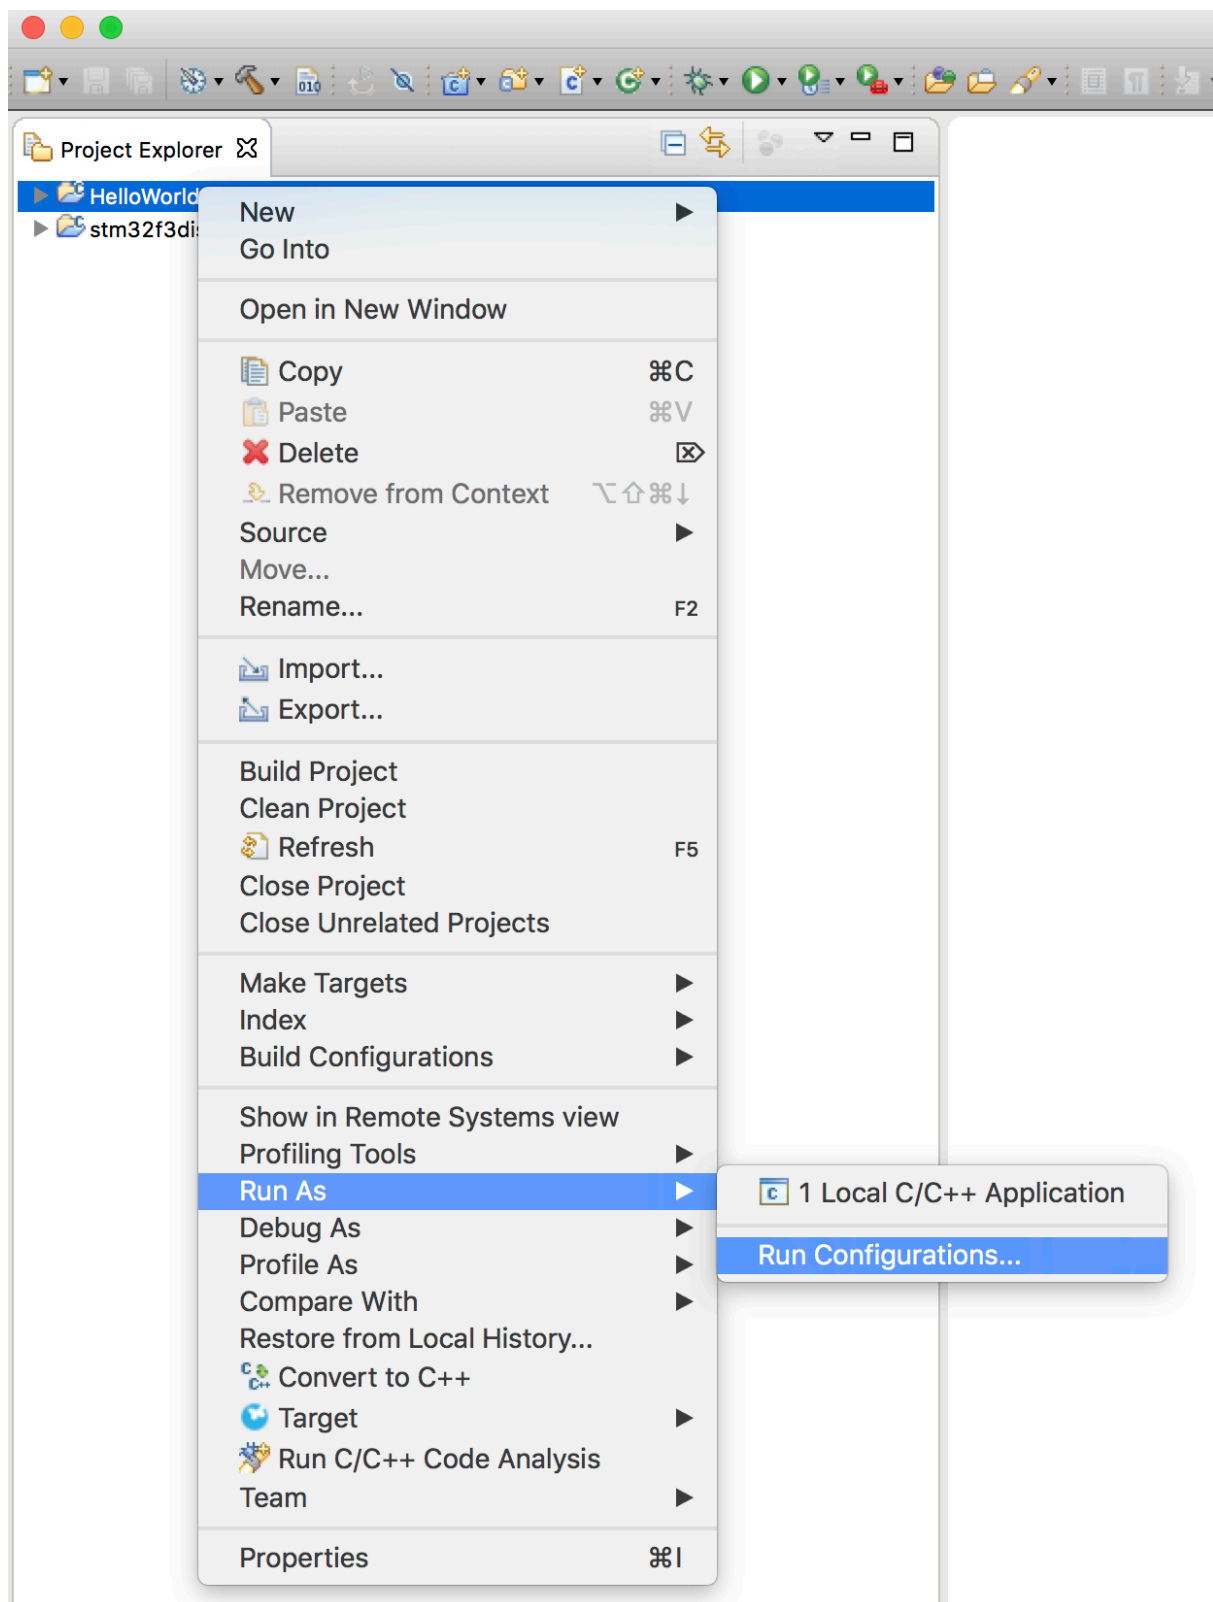 Project Explorer
HelloWorld
stm32f3dis
New
Go Into
Open in New Window
Copy ⌘C
Paste ⌘V
Delete ⌦
Remove from Context ⌥⇧⌘↓
Source
Move...
Rename... F2
Import...
Export...
Build Project
Clean Project
Refresh F5
Close Project
Close Unrelated Projects
Make Targets
Index
Build Configurations
Show in Remote Systems view
Profiling Tools
Run As
1 Local C/C++ Application
Debug As
Run Configurations...
Profile As
Compare With
Restore from Local History...
Convert to C++
Target
Run C/C++ Code Analysis
Team
Properties ⌘I